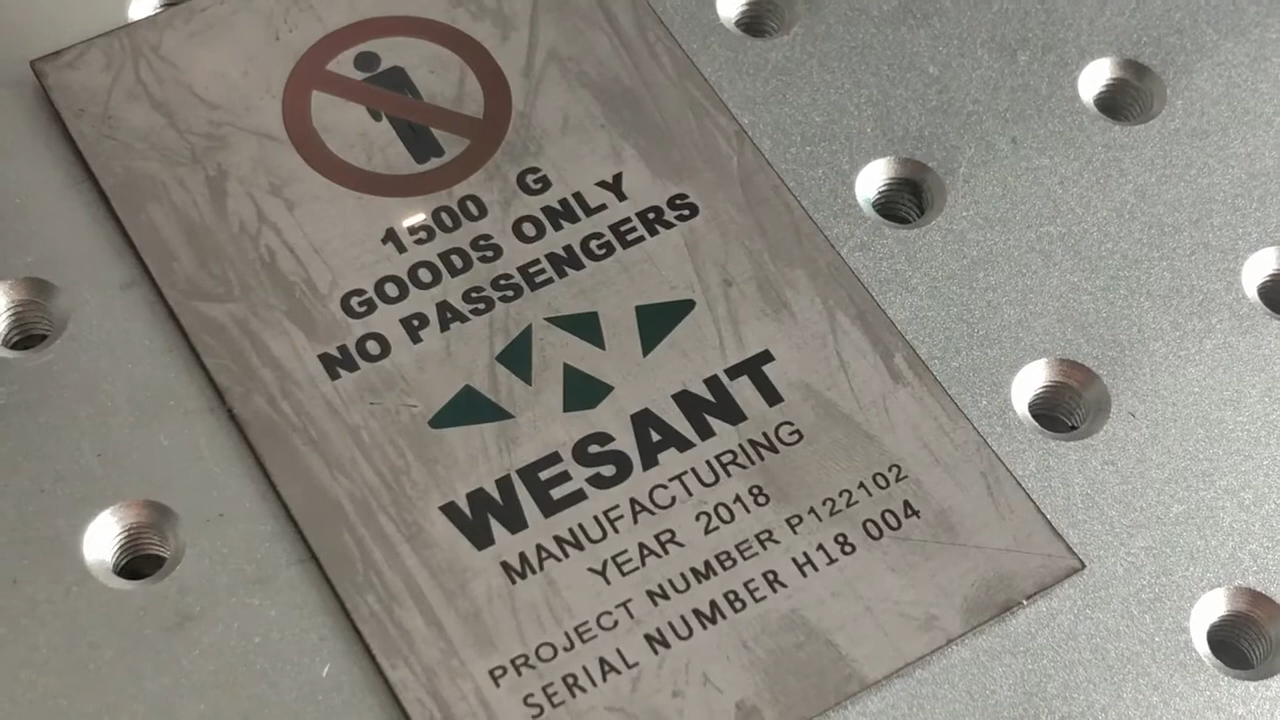 1500 G
GOODS ONLY
NO PASSENGERS
WESANT
MANUFACTURING
YEAR 2018
PROJECT NUMBER P122102
SERIAL NUMBER H18 004